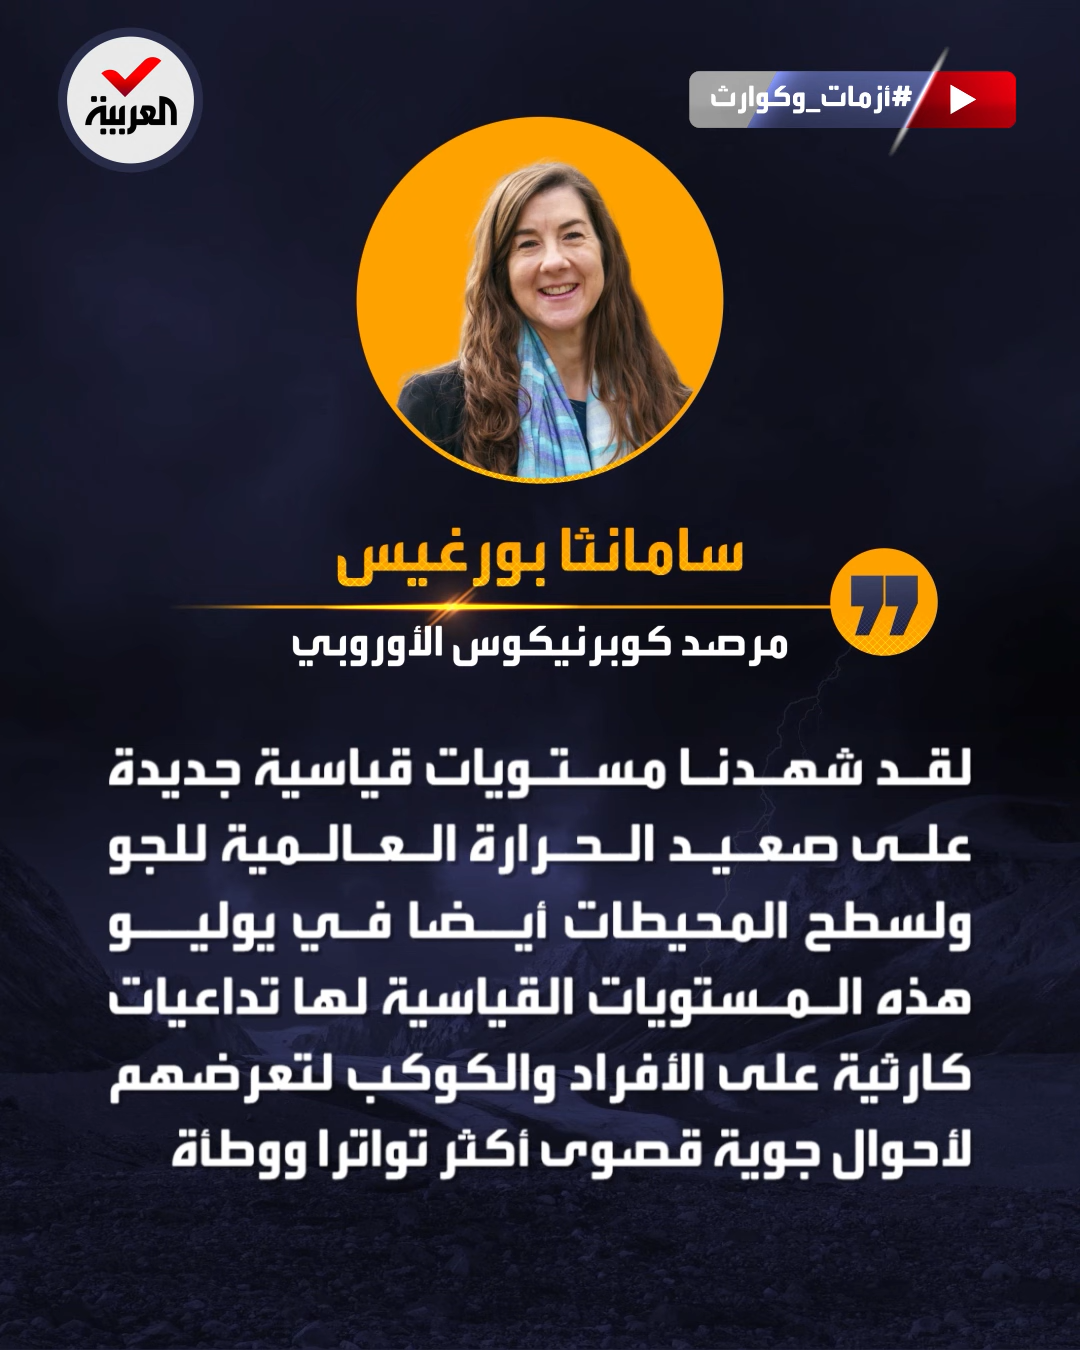 العربية
#أزمات_وكوارث
سامانثا بورغيس
مرصد كوبرنيكوس الأوروبي
لقد شهدنا مستويات قياسية جديدة
على صعيد الحرارة العالمية للجو
ولسطح المحيطات أيضا في يوليو
هذه المستويات القياسية لها تداعيات
كارثية على الأفراد والكوكب لتعرضهم
لأحوال جوية قصوى أكثر تواترا ووطأة